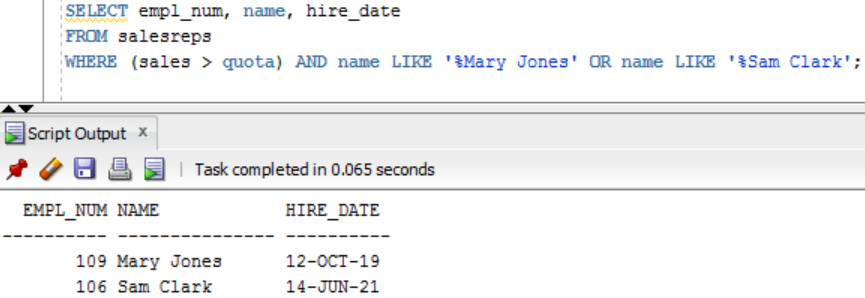 SELECT empl_num, name, hire_date
FROM salesreps
WHERE (sales > quota) AND name LIKE '%Mary Jones' OR name LIKE '%Sam Clark';
Script Output x
Task completed in 0.065 seconds
EMPL_NUM NAME HIRE_DATE
---------- --------------- ----------
109 Mary Jones 12-OCT-19
106 Sam Clark 14-JUN-21